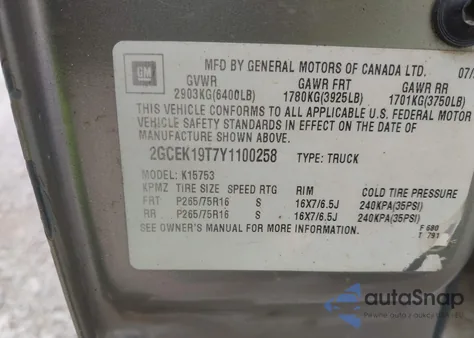 GM
MFD BY GENERAL MOTORS OF CANADA LTD. 07/
GVWR GAWR FRT GAWR RR
2903KG(6400LB) 1780KG(3925LB) 1701KG(3750LB)
THIS VEHICLE CONFORMS TO ALL APPLICABLE U.S. FEDERAL MOTOR
VEHICLE SAFETY STANDARDS IN EFFECT ON THE DATE OF
MANUFACTURE SHOWN ABOVE.
2GCEK19T7Y1100258 TYPE: TRUCK
MODEL: K15753
KPMZ TIRE SIZE SPEED RTG RIM COLD TIRE PRESSURE
FRT: P265/75R16 S 16X7/6.5J 240KPA(35PSI)
RR: P265/75R16 S 16X7/6.5J 240KPA(35PSI)
SEE OWNER'S MANUAL FOR MORE INFORMATION. F 680
T 791
autoSnap